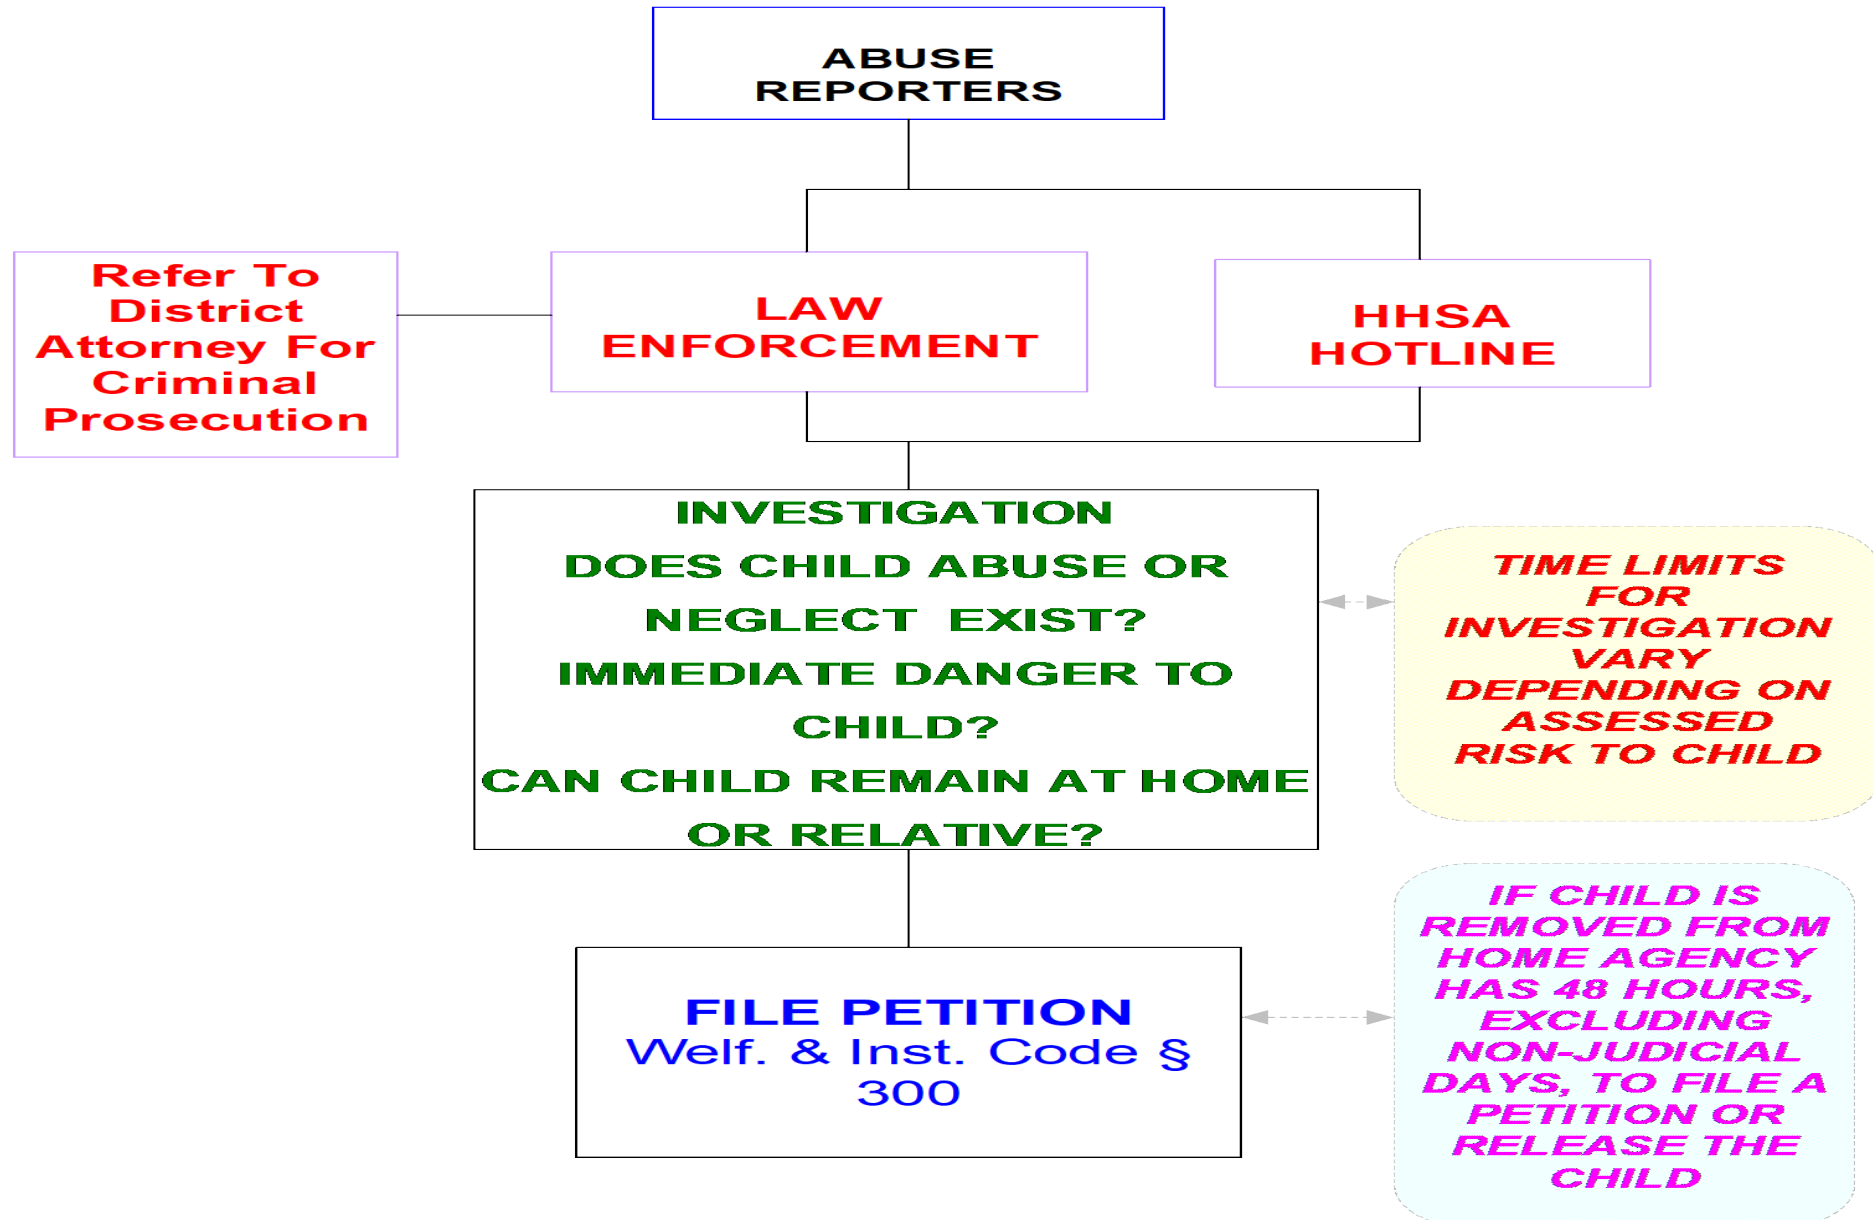 ABUSE
REPORTERS
Refer To
District
Attorney For
Criminal
Prosecution
LAW
ENFORCEMENT
HHSA
HOTLINE
INVESTIGATION
DOES CHILD ABUSE OR
NEGLECT EXIST?
IMMEDIATE DANGER TO
CHILD?
CAN CHILD REMAIN AT HOME
OR RELATIVE?
TIME LIMITS
FOR
INVESTIGATION
VARY
DEPENDING ON
ASSESSED
RISK TO CHILD
FILE PETITION
Welf. & Inst. Code §
300
IF CHILD IS
REMOVED FROM
HOME AGENCY
HAS 48 HOURS,
EXCLUDING
NON-JUDICIAL
DAYS, TO FILE A
PETITION OR
RELEASE THE
CHILD